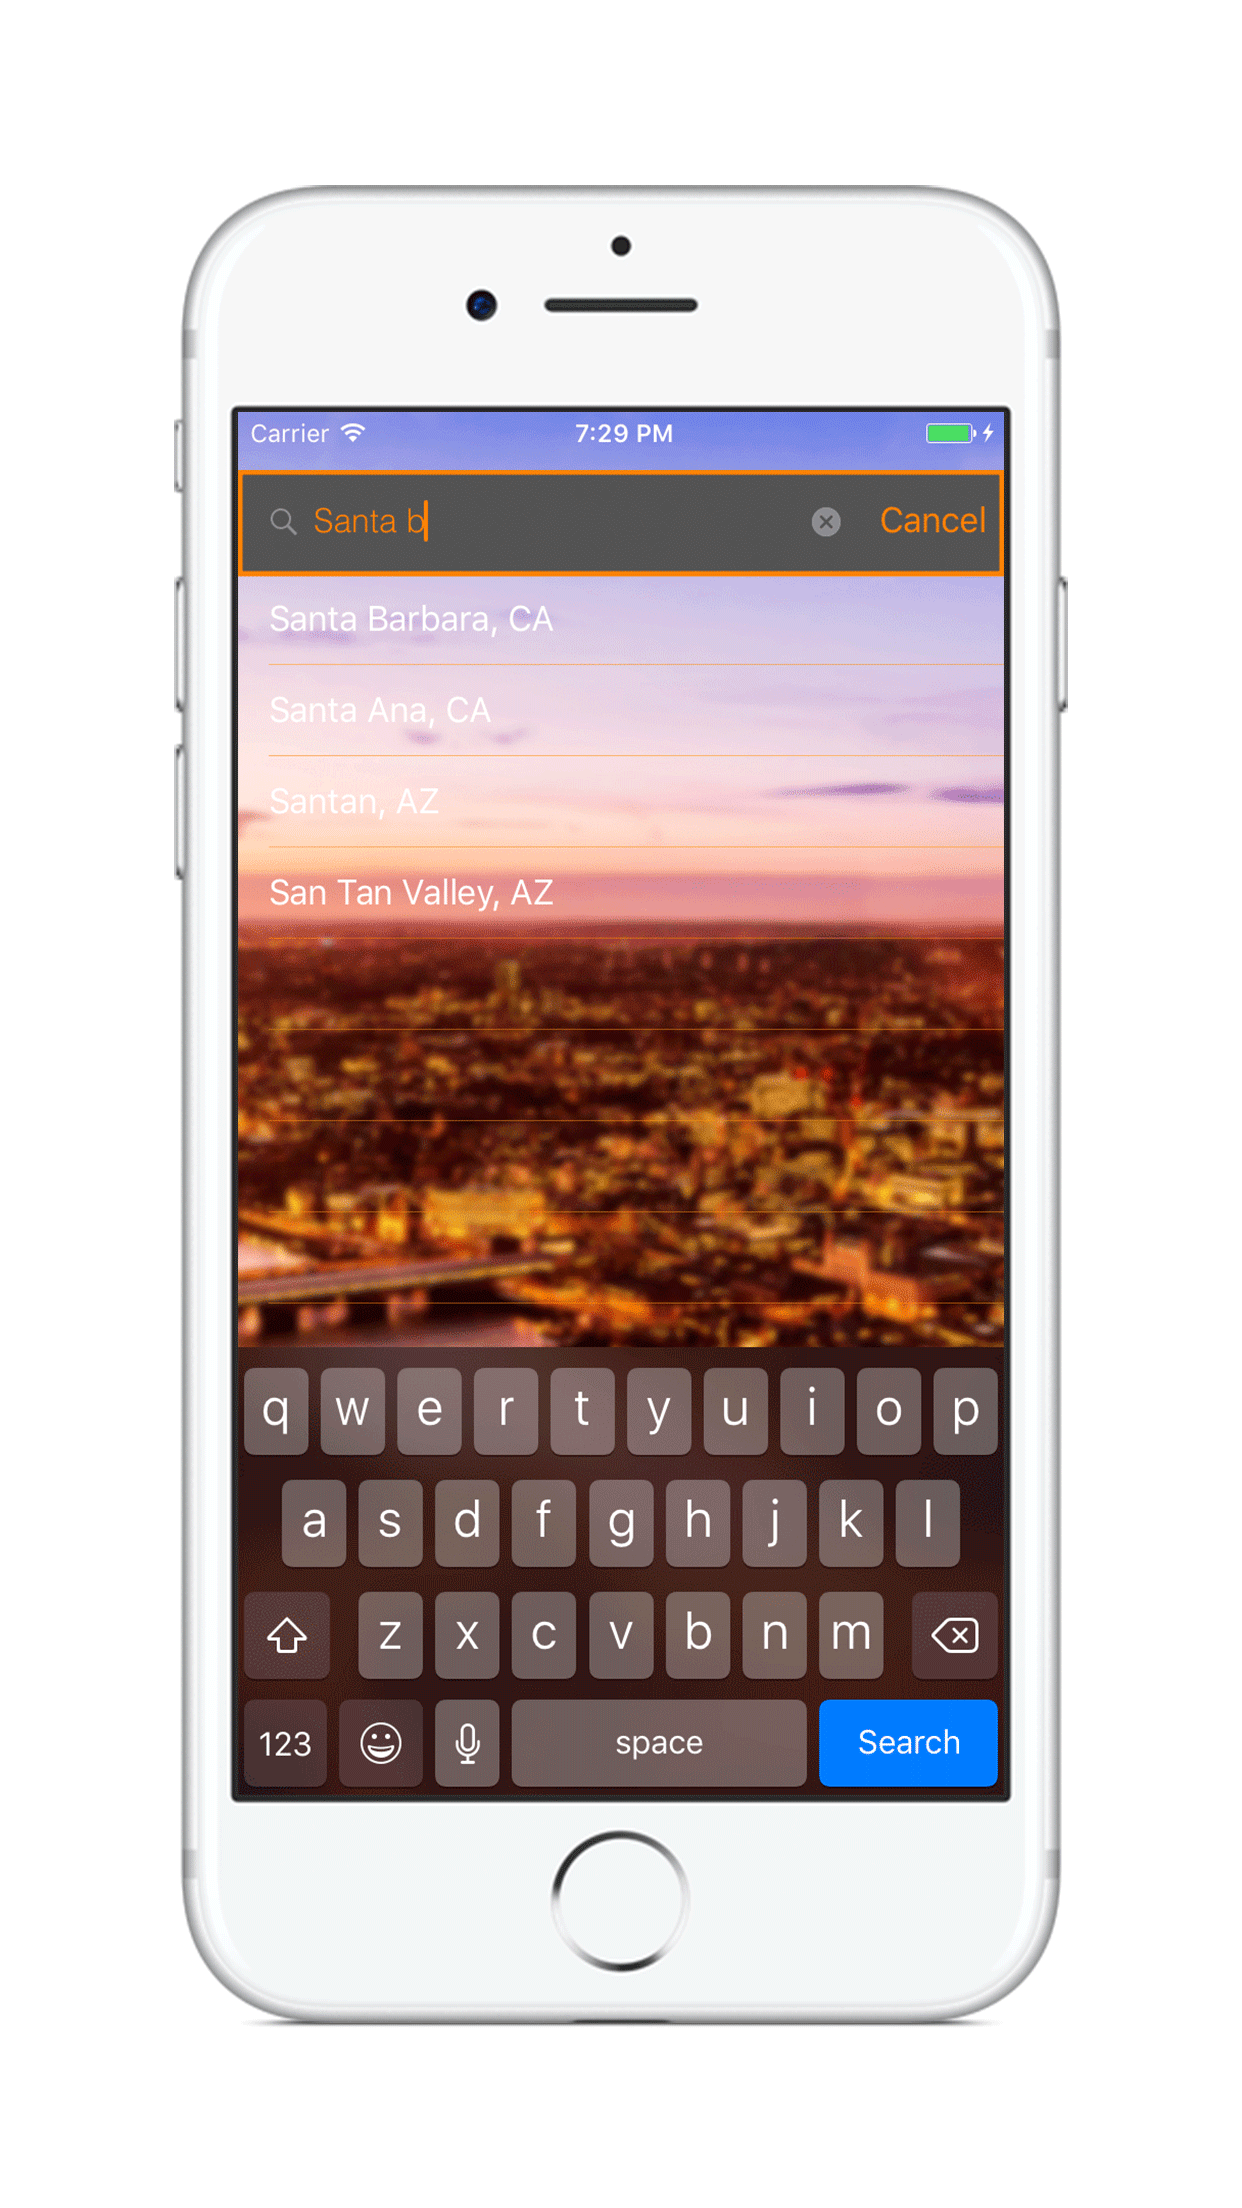 Carrier 7:29 PM
Santa b Cancel
Santa Barbara, CA
Santa Ana, CA
Santan, AZ
San Tan Valley, AZ
q w e r t y u i o p
a s d f g h j k l
z x c v b n m
123 space Search